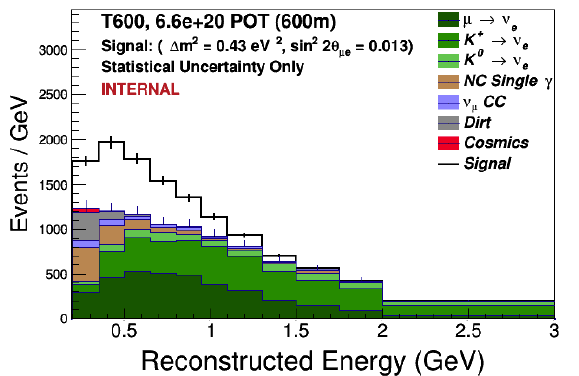 T600, 6.6e+20 POT (600m)
Signal: ( Δm² = 0.43 eV ², sin² 2θμe = 0.013)
Statistical Uncertainty Only
INTERNAL
μ → νe
K⁺ → νe
K⁰ → νe
NC Single γ
νμ CC
Dirt
Cosmics
Signal
Events / GeV
3000
2500
2000
1500
1000
500
0
0.5
1
1.5
2
2.5
3
Reconstructed Energy (GeV)